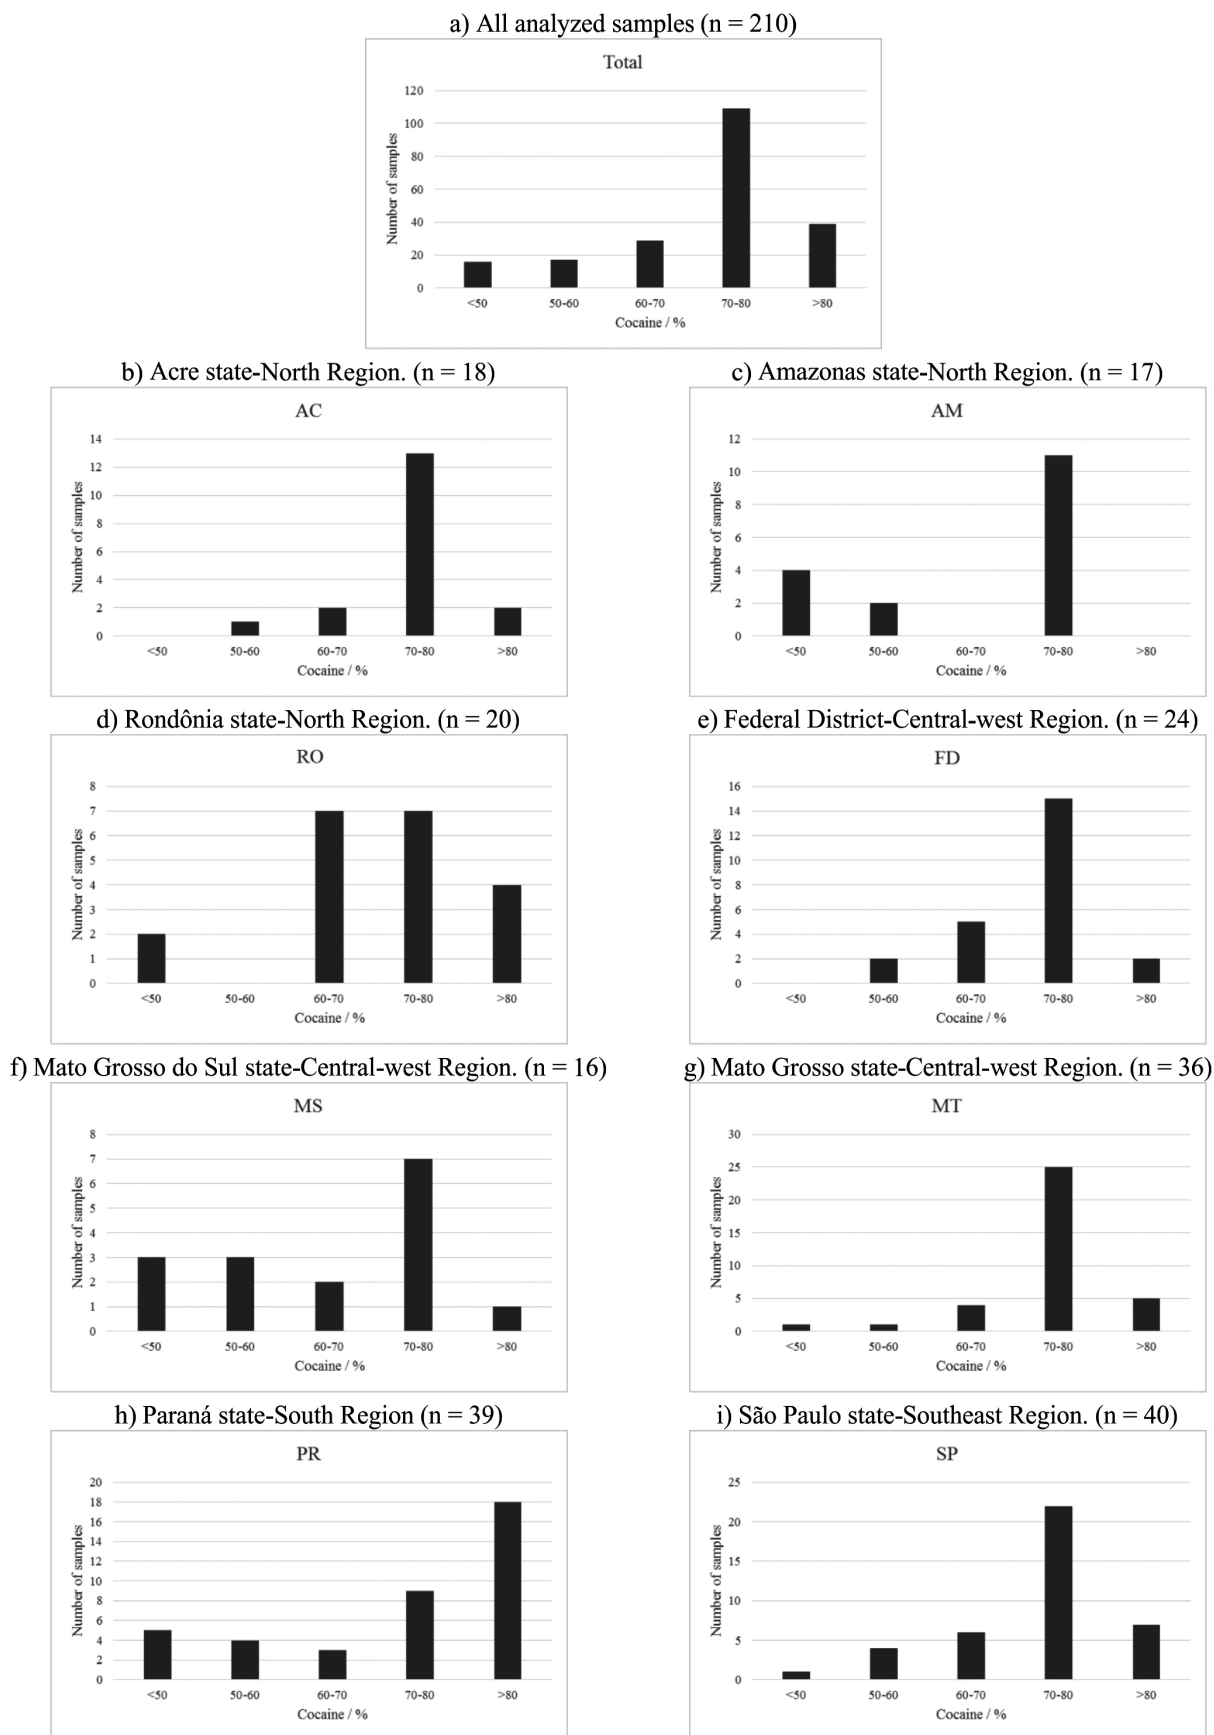 a) All analyzed samples (n = 210)
Total
120
100
80
60
40
20
0
Number of samples
<50 50-60 60-70 70-80 >80
Cocaine / %
b) Acre state-North Region. (n = 18)
AC
14
12
10
8
6
4
2
0
Number of samples
<50 50-60 60-70 70-80 >80
Cocaine / %
c) Amazonas state-North Region. (n = 17)
AM
12
10
8
6
4
2
0
Number of samples
<50 50-60 60-70 70-80 >80
Cocaine / %
d) Rondônia state-North Region. (n = 20)
RO
8
7
6
5
4
3
2
1
0
Number of samples
<50 50-60 60-70 70-80 >80
Cocaine / %
e) Federal District-Central-west Region. (n = 24)
FD
16
14
12
10
8
6
4
2
0
Number of samples
<50 50-60 60-70 70-80 >80
Cocaine / %
f) Mato Grosso do Sul state-Central-west Region. (n = 16)
MS
8
7
6
5
4
3
2
1
0
Number of samples
<50 50-60 60-70 70-80 >80
Cocaine / %
g) Mato Grosso state-Central-west Region. (n = 36)
MT
30
25
20
15
10
5
0
Number of samples
<50 50-60 60-70 70-80 >80
Cocaine / %
h) Paraná state-South Region (n = 39)
PR
20
18
16
14
12
10
8
6
4
2
0
Number of samples
<50 50-60 60-70 70-80 >80
Cocaine / %
i) São Paulo state-Southeast Region. (n = 40)
SP
25
20
15
10
5
0
Number of samples
<50 50-60 60-70 70-80 >80
Cocaine / %